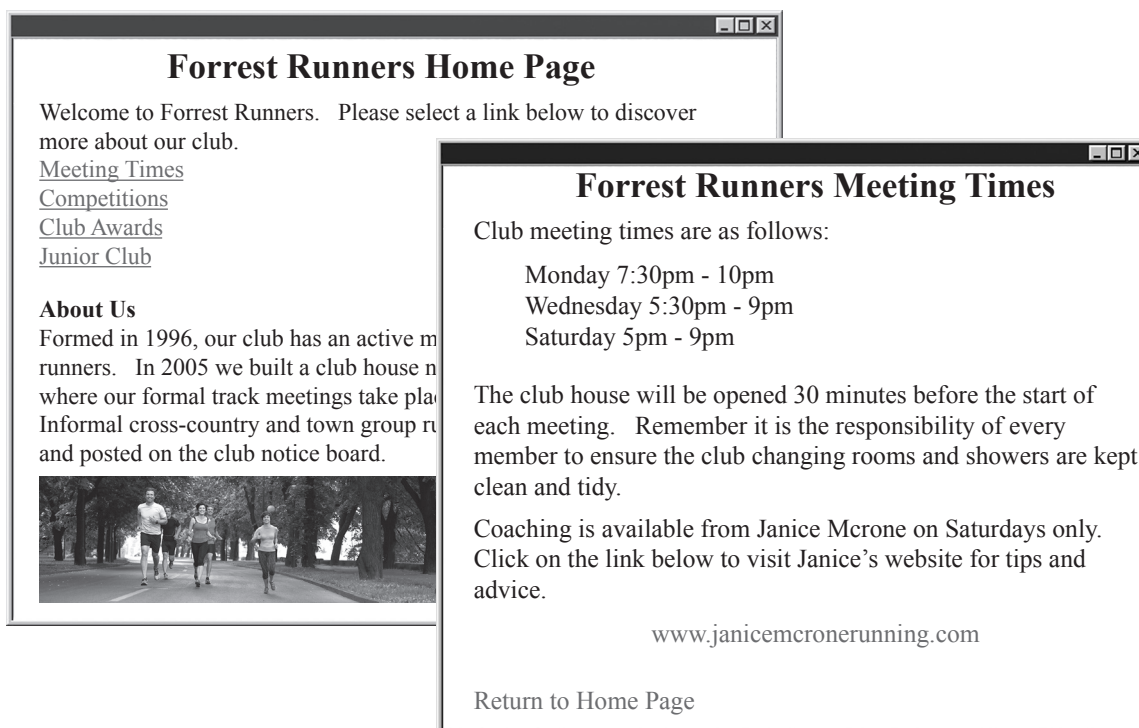 Forrest Runners Home Page
Welcome to Forrest Runners. Please select a link below to discover
more about our club.
Meeting Times
Competitions
Club Awards
Junior Club
About Us
Formed in 1996, our club has an active
runners. In 2005 we built a club house
where our formal track meetings take
Informal cross-country and town group
and posted on the club notice board.
Forrest Runners Meeting Times
Club meeting times are as follows:
Monday 7:30pm - 10pm
Wednesday 5:30pm - 9pm
Saturday 5pm - 9pm
The club house will be opened 30 minutes before the start of
each meeting. Remember it is the responsibility of every
member to ensure the club changing rooms and showers are kept
clean and tidy.
Coaching is available from Janice Mcrone on Saturdays only.
Click on the link below to visit Janice’s website for tips and
advice.
www.janicemcronerunning.com
Return to Home Page